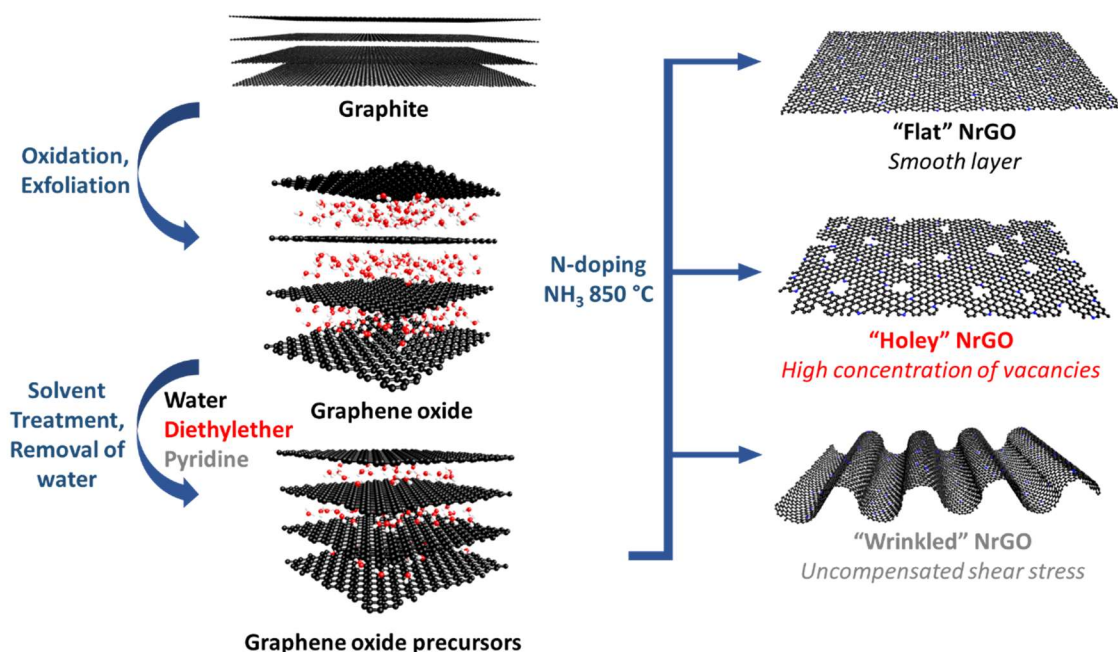 Graphite
Oxidation,
Exfoliation
Graphene oxide
Solvent
Treatment,
Removal of
water
Water
Diethylether
Pyridine
Graphene oxide precursors
N-doping
NH₃ 850 °C
“Flat” NrGO
Smooth layer
“Holey” NrGO
High concentration of vacancies
“Wrinkled” NrGO
Uncompensated shear stress